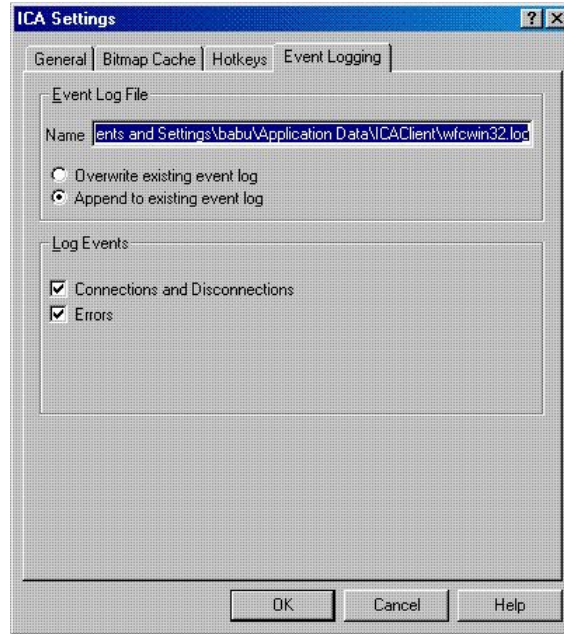 ICA Settings
General Bitmap Cache Hotkeys Event Logging
Event Log File
Name ents and Settings\babu\Application Data\ICAClient\wfcwin32.log
Overwrite existing event log
Append to existing event log
Log Events
Connections and Disconnections
Errors
OK Cancel Help